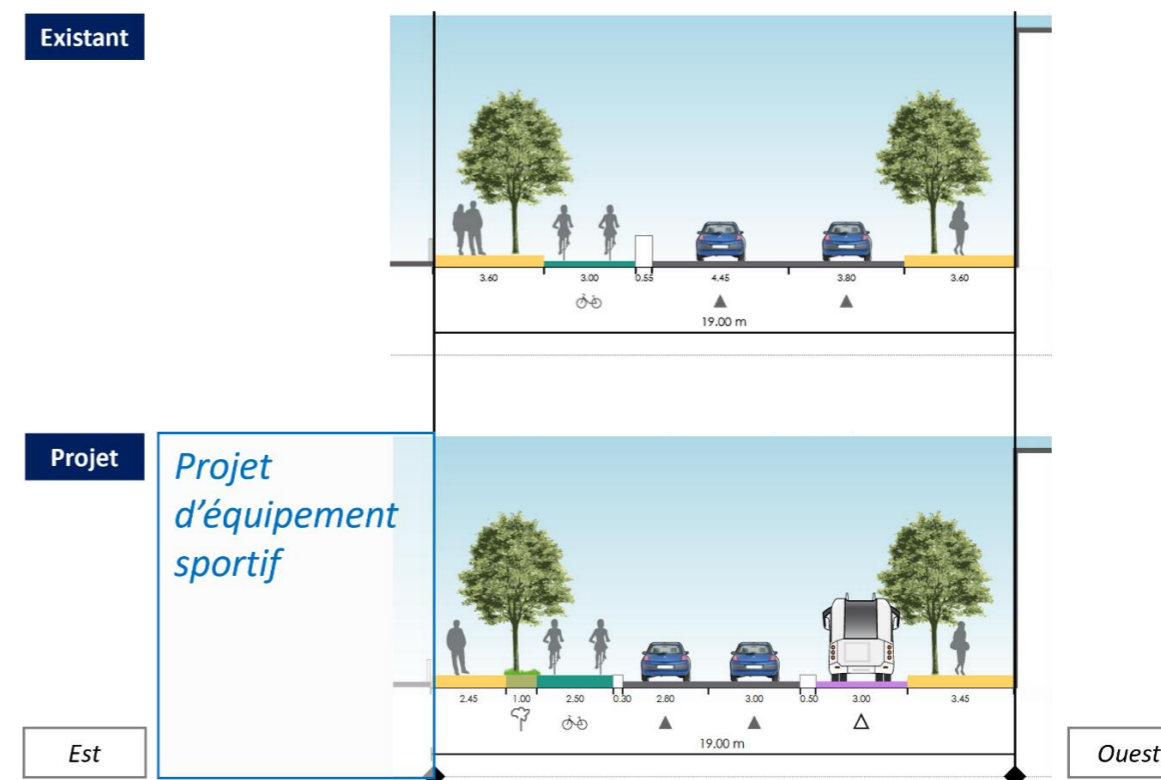 Existant
3.60 3.00 0.55 4.45 3.80 3.60
19.00 m
Projet
Projet
d'équipement
sportif
2.45 1.00 2.50 0.30 2.80 3.00 0.50 3.00 3.45
19.00 m
Est
Ouest